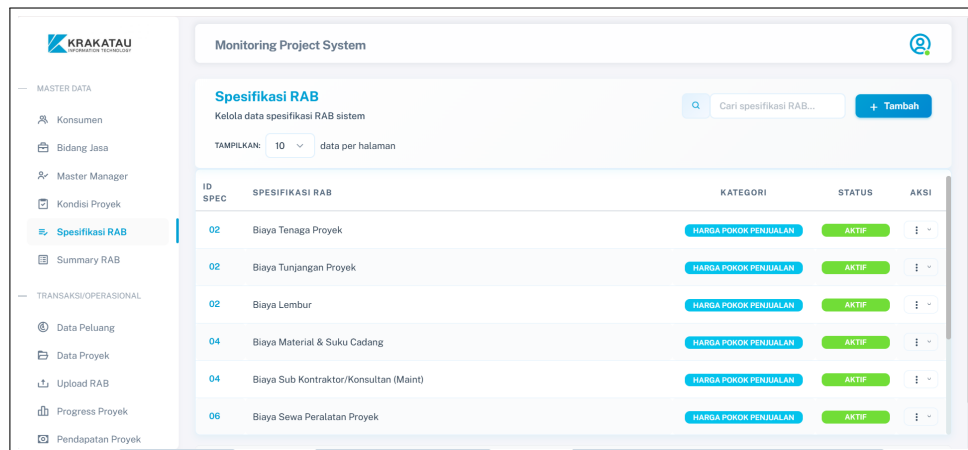 KRAKATAU
INFORMATION TECHNOLOGY
MASTER DATA
Konsumen
Bidang Jasa
Master Manager
Kondisi Proyek
Spesifikasi RAB
Summary RAB
TRANSAKSI/OPERASIONAL
Data Peluang
Data Proyek
Upload RAB
Progress Proyek
Pendapatan Proyek
Monitoring Project System
Spesifikasi RAB
Kelola data spesifikasi RAB sistem
Cari spesifikasi RAB...
+ Tambah
TAMPILKAN: 10 data per halaman
ID SPEC SPESIFIKASI RAB KATEGORI STATUS AKSI
02 Biaya Tenaga Proyek HARGA POKOK PENJUALAN AKTIF
02 Biaya Tunjangan Proyek HARGA POKOK PENJUALAN AKTIF
02 Biaya Lembur HARGA POKOK PENJUALAN AKTIF
04 Biaya Material & Suku Cadang HARGA POKOK PENJUALAN AKTIF
04 Biaya Sub Kontraktor/Konsultan (Maint) HARGA POKOK PENJUALAN AKTIF
06 Biaya Sewa Peralatan Proyek HARGA POKOK PENJUALAN AKTIF